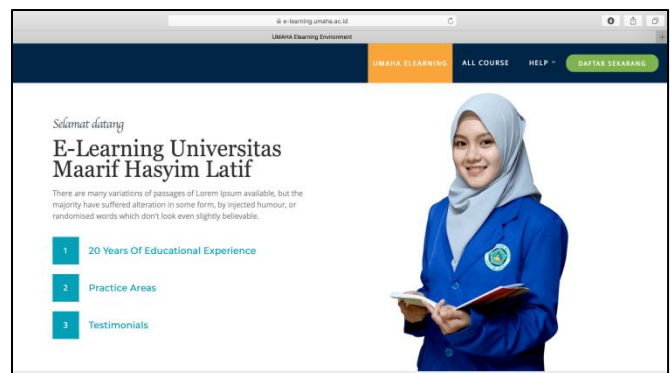 e-learning.umaha.ac.id
UMAHA Elearning Environment
UMAHA ELEARNING ALL COURSE HELP DAFTAR SEKARANG
Selamat datang
E-Learning Universitas
Maarif Hasyim Latif
There are many variations of passages of Lorem Ipsum available, but the
majority have suffered alteration in some form, by injected humour, or
randomised words which don't look even slightly believable.
1 20 Years Of Educational Experience
2 Practice Areas
3 Testimonials